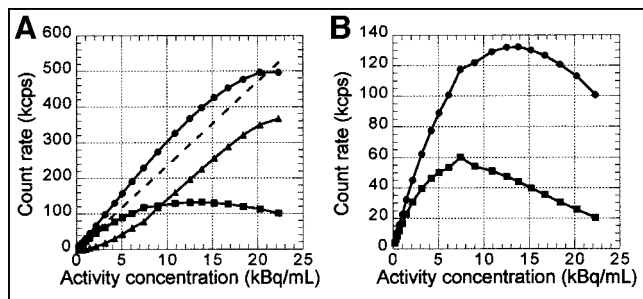 A
Count rate (kcps)
600
500
400
300
200
100
0
0 5 10 15 20 25
Activity concentration (kBq/mL)
B
Count rate (kcps)
140
120
100
80
60
40
20
0
0 5 10 15 20 25
Activity concentration (kBq/mL)